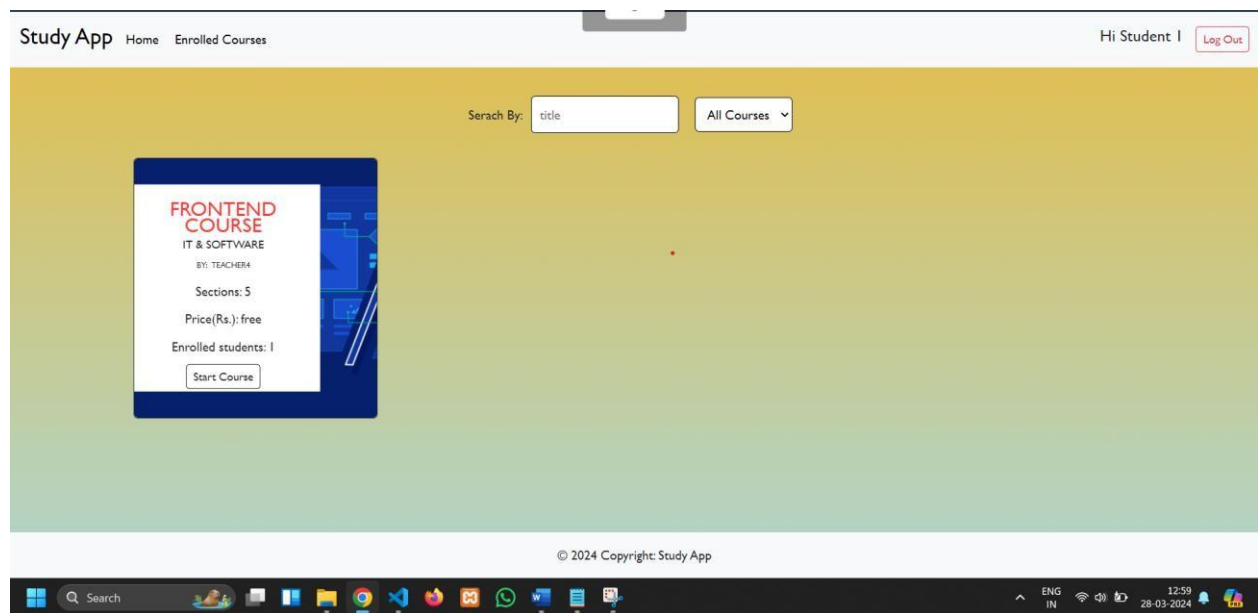 Study App Home Enrolled Courses Hi Student 1 Log Out
Serach By: title All Courses
FRONTEND
COURSE
IT & SOFTWARE
BY: TEACHER4
Sections: 5
Price(Rs.): free
Enrolled students: 1
Start Course
© 2024 Copyright: Study App
Search ENG 12:59
IN 28-03-2024